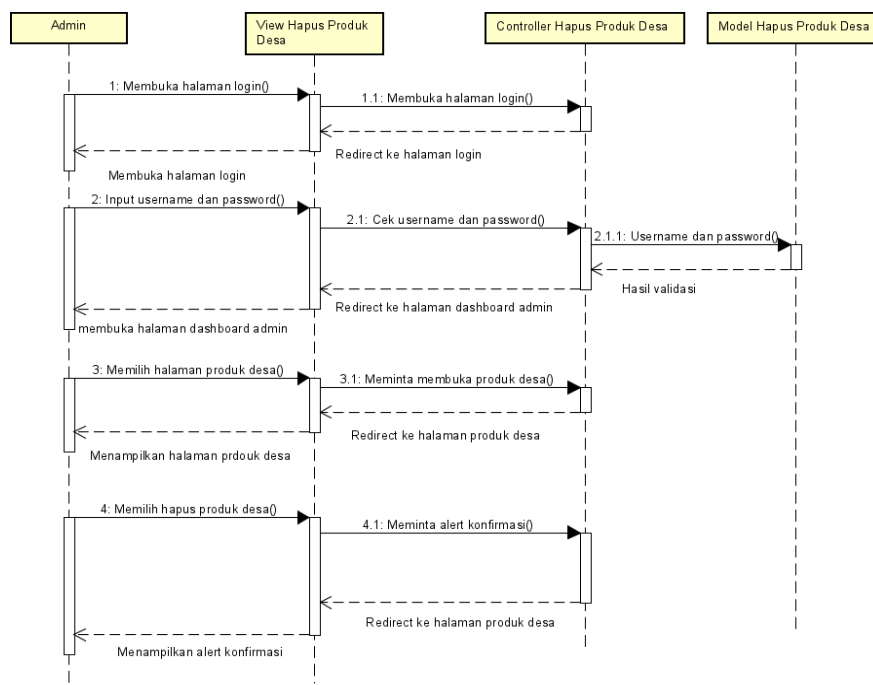 Admin
View Hapus Produk
Desa
Controller Hapus Produk Desa
Model Hapus Produk Desa
1: Membuka halaman login()
1.1: Membuka halaman login()
Redirect ke halaman login
Membuka halaman login
2: Input username dan password()
2.1: Cek username dan password()
2.1.1: Username dan password()
Hasil validasi
Redirect ke halaman dashboard admin
membuka halaman dashboard admin
3: Memilih halaman produk desa()
3.1: Meminta membuka produk desa()
Redirect ke halaman produk desa
Menampilkan halaman prdouk desa
4: Memilih hapus produk desa()
4.1: Meminta alert konfirmasi()
Redirect ke halaman produk desa
Menampilkan alert konfirmasi